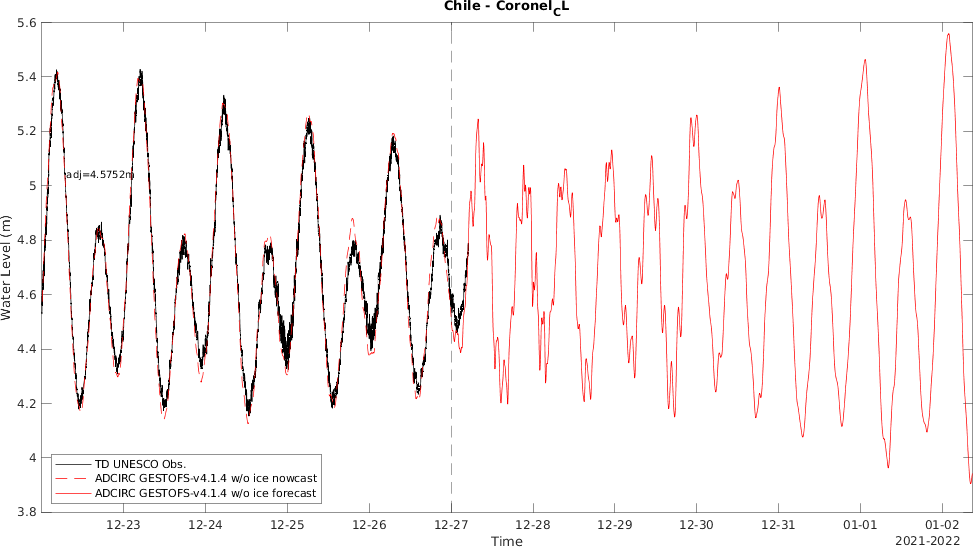 Chile - Coronel_CL
5.6
5.4
5.2
5
4.8
4.6
4.4
4.2
4
3.8
Water Level (m)
adj=4.5752m
TD UNESCO Obs.
ADCIRC GESTOFS-v4.1.4 w/o ice nowcast
ADCIRC GESTOFS-v4.1.4 w/o ice forecast
12-23 12-24 12-25 12-26 12-27 12-28 12-29 12-30 12-31 01-01 01-02
Time
2021-2022